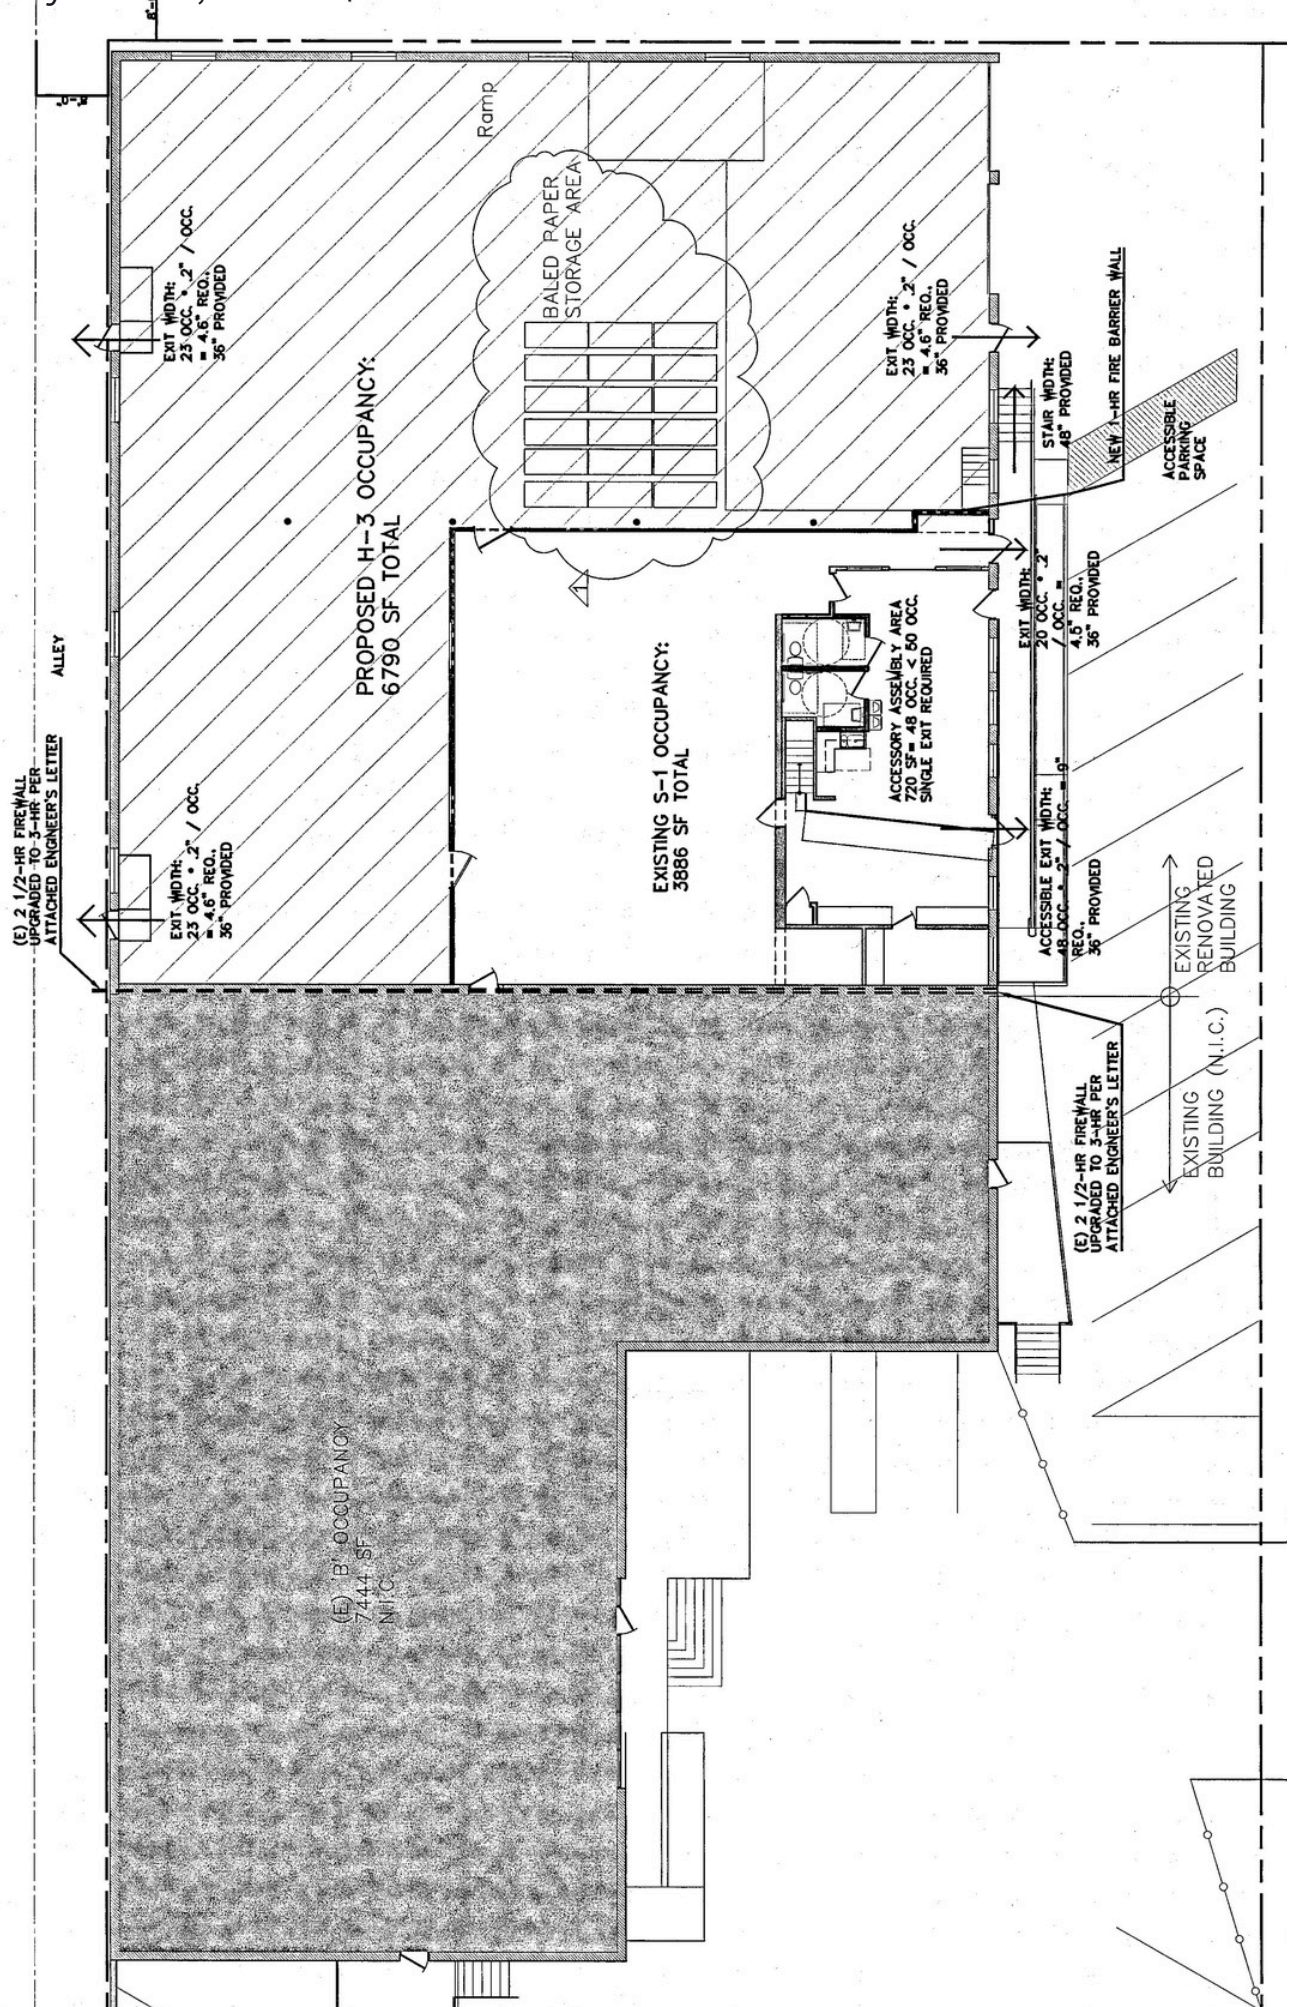 8'-0"
Ramp
BALED PAPER
STORAGE AREA
EXIT WIDTH:
23 OCC. * .2" / OCC.
= 4.6" REQ.,
36" PROVIDED
EXIT WIDTH:
23 OCC. * .2" / OCC.
= 4.6" REQ.,
36" PROVIDED
PROPOSED H-3 OCCUPANCY:
6790 SF TOTAL
STAIR WIDTH:
48" PROVIDED
NEW 1-HR FIRE BARRIER WALL
ACCESSIBLE
PARKING
SPACE
1
ALLEY
EXIT WIDTH:
20 OCC. * .2"
/ OCC. =
4.6" REQ.,
36" PROVIDED
EXISTING S-1 OCCUPANCY:
3886 SF TOTAL
ACCESSORY ASSEMBLY AREA
720 SF= 48 OCC. < 50 OCC.
SINGLE EXIT REQUIRED
(E) 2 1/2-HR FIREWALL
UPGRADED TO 3-HR PER
ATTACHED ENGINEER'S LETTER
EXIT WIDTH:
23 OCC. * .2" / OCC.
= 4.6" REQ.,
36" PROVIDED
ACCESSIBLE EXIT WIDTH:
48 OCC. * .2" / OCC. = 9"
REQ.,
36" PROVIDED
EXISTING
RENOVATED
BUILDING
EXISTING
BUILDING (N.I.C.)
(E) 2 1/2-HR FIREWALL
UPGRADED TO 3-HR PER
ATTACHED ENGINEER'S LETTER
(E) 'B' OCCUPANCY
7444 SF
N.I.C.